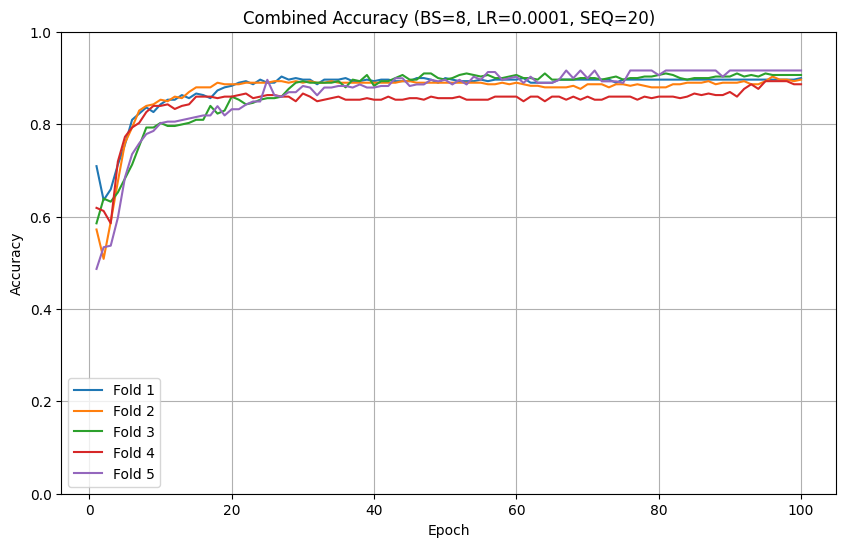 Combined Accuracy (BS=8, LR=0.0001, SEQ=20)
1.0
0.8
0.6
0.4
0.2
0.0
Accuracy
Fold 1
Fold 2
Fold 3
Fold 4
Fold 5
0 20 40 60 80 100
Epoch